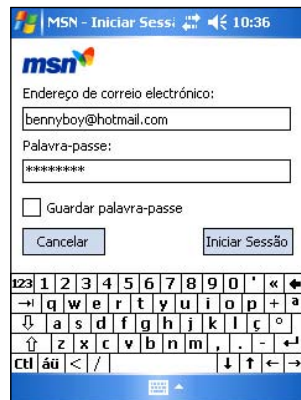 MSN - Iniciar Sessi 10:36
msn
Endereço de correio electrónico:
bennyboy@hotmail.com
Palavra-passe:
********
Guardar palavra-passe
Cancelar Iniciar Sessão
123 1 2 3 4 5 6 7 8 9 0 ' «
q w e r t y u i o p + ª
a s d f g h j k l ç º
z x c v b n m , . -
Ctl áü < /